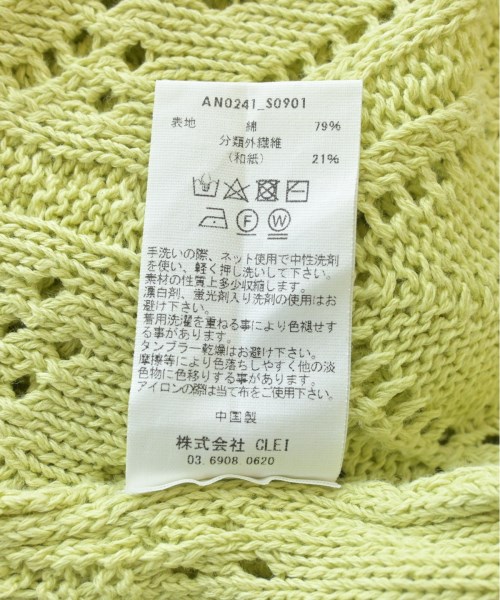 AN0241_S0901
表地 綿 79%
分類外繊維
(和紙) 21%
F W
手洗いの際、ネット使用で中性洗剤
を使い、軽く押し洗いして下さい。
素材の性質上多少収縮します。
漂白剤、蛍光剤入り洗剤の使用はお
避け下さい。
着用洗濯を重ねる事により色褪せす
る事があります。
タンブラー乾燥はお避け下さい。
摩擦等により色落ちしやすく他の淡
色物に色移りする事があります。
アイロンの際は当て布をご使用下さい。
中国製
株式会社 CLEI
03 6908 0620